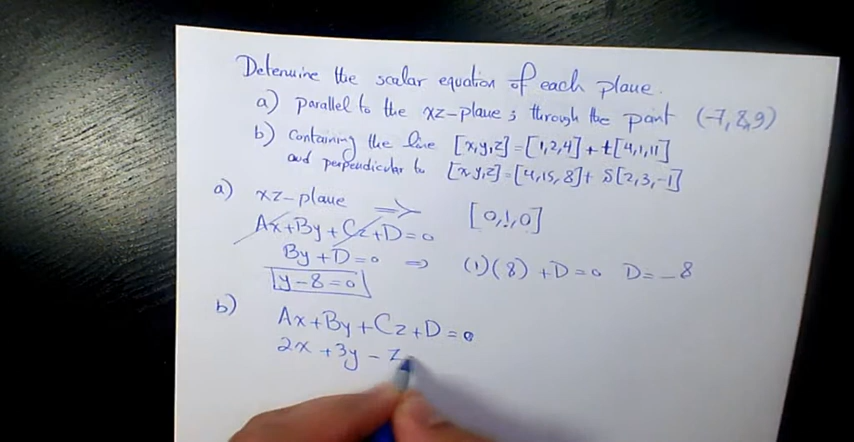 Determine the scalar equation of each plane.
a) parallel to the xz-plane & through the point (-7,8,9)
b) containing the line [x,y,z]=[1,2,4]+t[4,1,11]
and perpendicular to [x,y,z]=[4,15,8]+s[2,3,-1]
a) xz-plane => [0,1,0]
Ax+By+Cz+D=0
By+D=0 => (1)(8)+D=0 D=-8
y-8=0
b) Ax+By+Cz+D=0
2x+3y-z